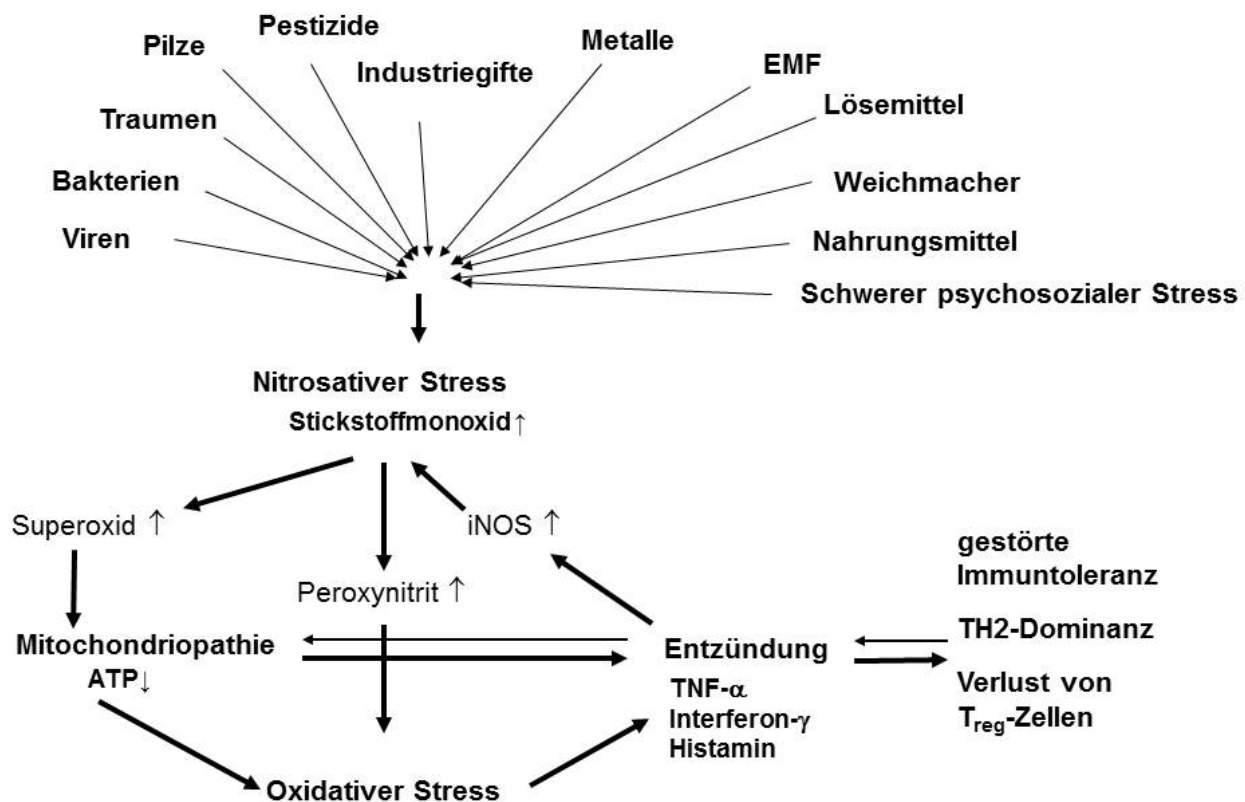 Pilze
Pestizide
Industriegifte
Metalle
EMF
Lösemittel
Traumen
Bakterien
Weichmacher
Viren
Nahrungsmittel
Schwerer psychosozialer Stress
Nitrosativer Stress
Stickstoffmonoxid↑
Superoxid ↑
iNOS ↑
Peroxynitrit ↑
gestörte
Immuntoleranz
Mitochondriopathie
ATP↓
Entzündung
TNF-α
Interferon-γ
Histamin
TH2-Dominanz
Verlust von
Treg-Zellen
Oxidativer Stress